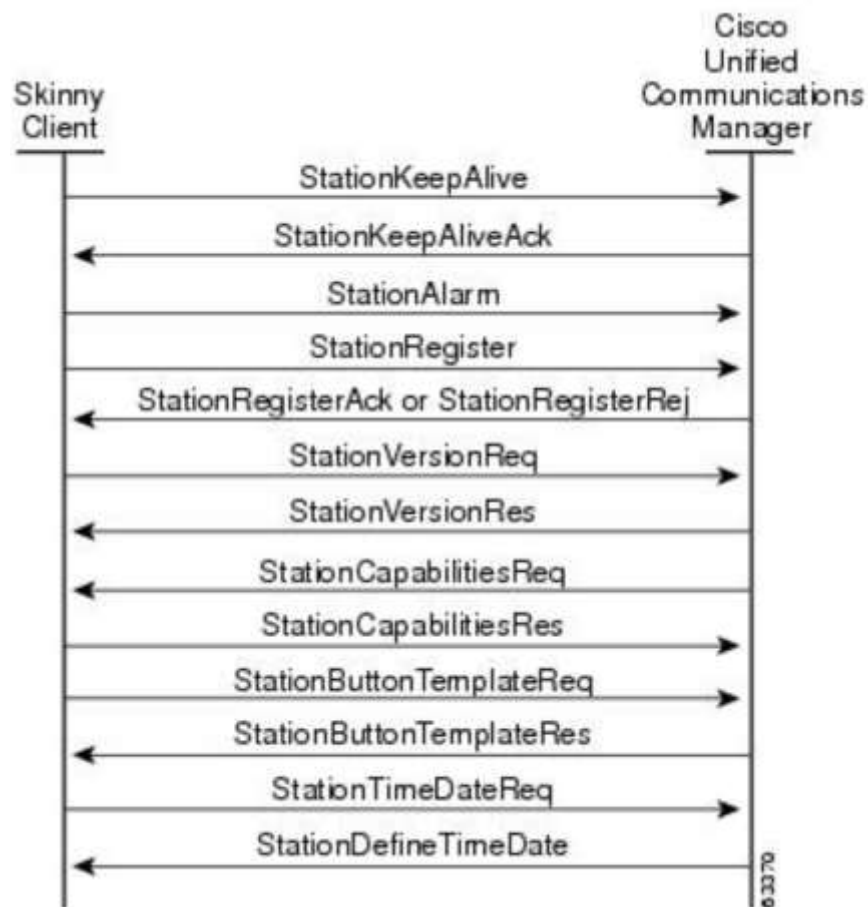 Cisco
Unified
Communications
Manager
Skinny
Client
StationKeepAlive
StationKeepAliveAck
StationAlarm
StationRegister
StationRegisterAck or StationRegisterRej
StationVersionReq
StationVersionRes
StationCapabilitiesReq
StationCapabilitiesRes
StationButtonTemplateReq
StationButtonTemplateRes
StationTimeDateReq
StationDefineTimeDate
63370